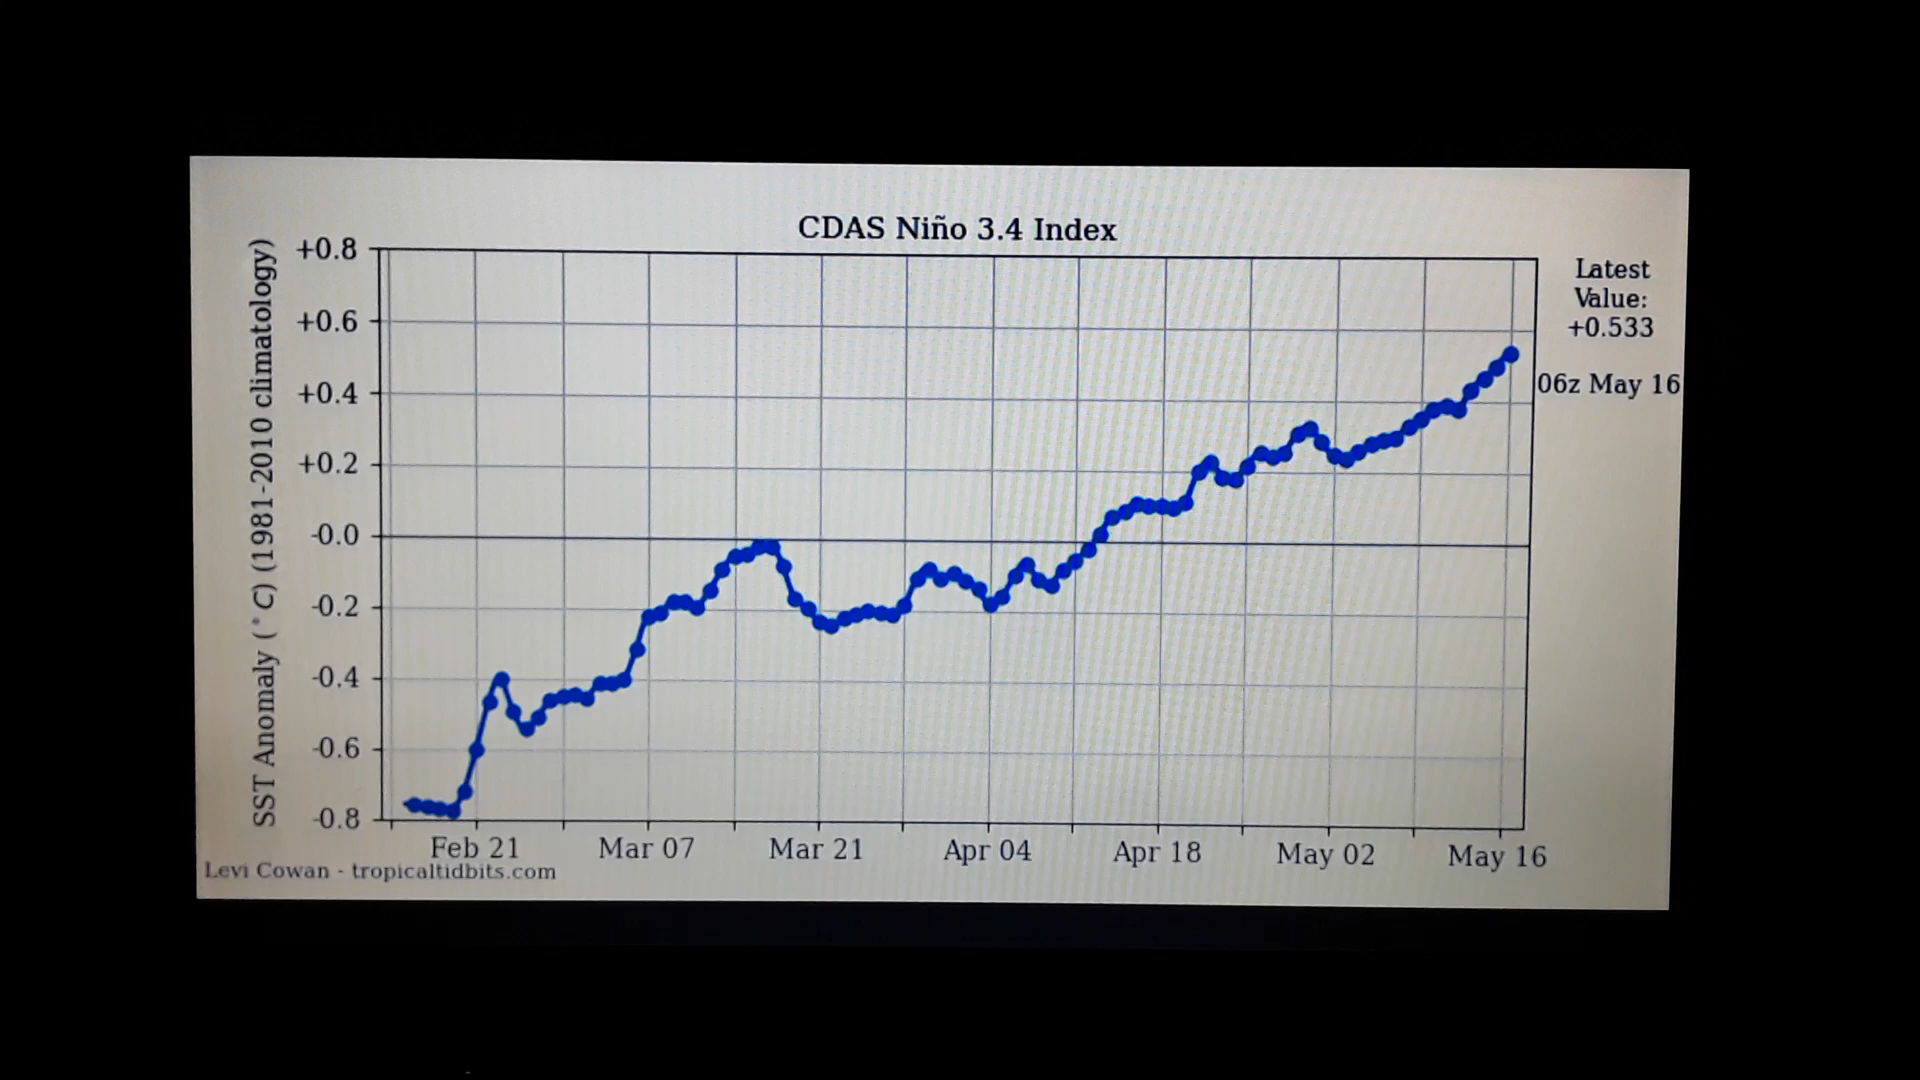 CDAS Niño 3.4 Index
SST Anomaly (°C) (1981-2010 climatology)
+0.8
+0.6
+0.4
+0.2
-0.0
-0.2
-0.4
-0.6
-0.8
Feb 21
Mar 07
Mar 21
Apr 04
Apr 18
May 02
May 16
Latest
Value:
+0.533
06z May 16
Levi Cowan - tropicaltidbits.com